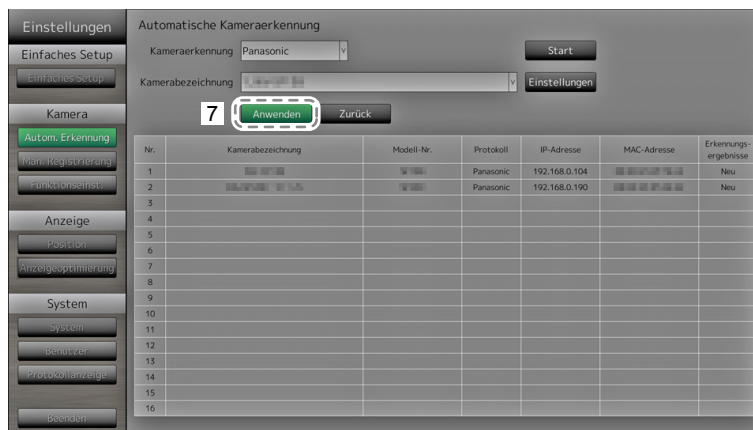 Einstellungen
Einfaches Setup
Einfaches Setup
Kamera
Autom. Erkennung
Man. Registrierung
Funktionseinst.
Anzeige
Position
Anzeigeoptimierung
System
System
Benutzer
Protokollanzeige
Beenden
Automatische Kameraerkennung
Kameraerkennung Panasonic v Start
Kamerabezeichnung v Einstellungen
7 Anwenden Zurück
Nr. Kamerabezeichnung Modell-Nr. Protokoll IP-Adresse MAC-Adresse Erkennungs-
ergebnisse
1 Panasonic 192.168.0.104 Neu
2 Panasonic 192.168.0.190 Neu
3
4
5
6
7
8
9
10
11
12
13
14
15
16